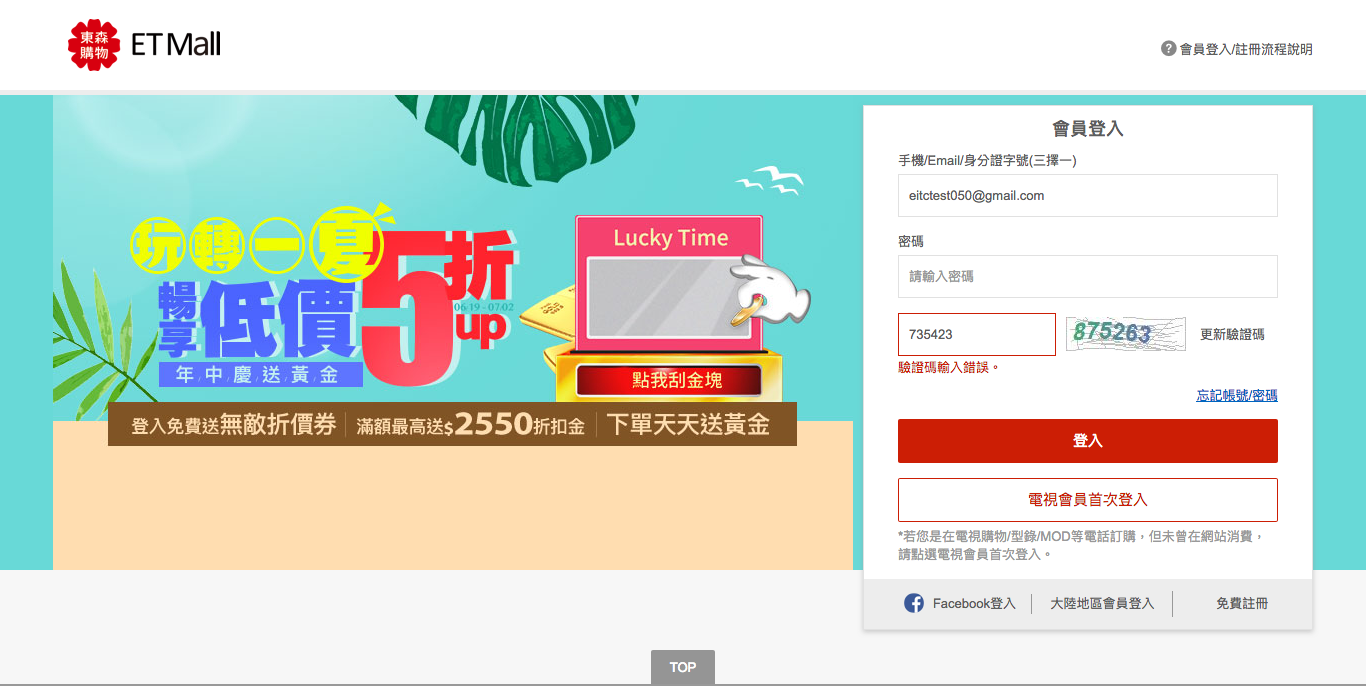 東森
購物
ET Mall
? 會員登入/註冊流程說明
玩轉一夏
暢享低價5折up
06-19 - 07.02
年中慶送黃金
Lucky Time
點我刮金塊
登入免費送無敵折價券 | 滿額最高送$2550折扣金 | 下單天天送黃金
會員登入
手機/Email/身分證字號(三擇一)
eitctest050@gmail.com
密碼
請輸入密碼
735423
875263
更新驗證碼
驗證碼輸入錯誤。
忘記帳號/密碼
登入
電視會員首次登入
*若您是在電視購物/型錄/MOD等電話訂購，但未曾在網站消費，
請點選電視會員首次登入。
Facebook登入
大陸地區會員登入
免費註冊
TOP